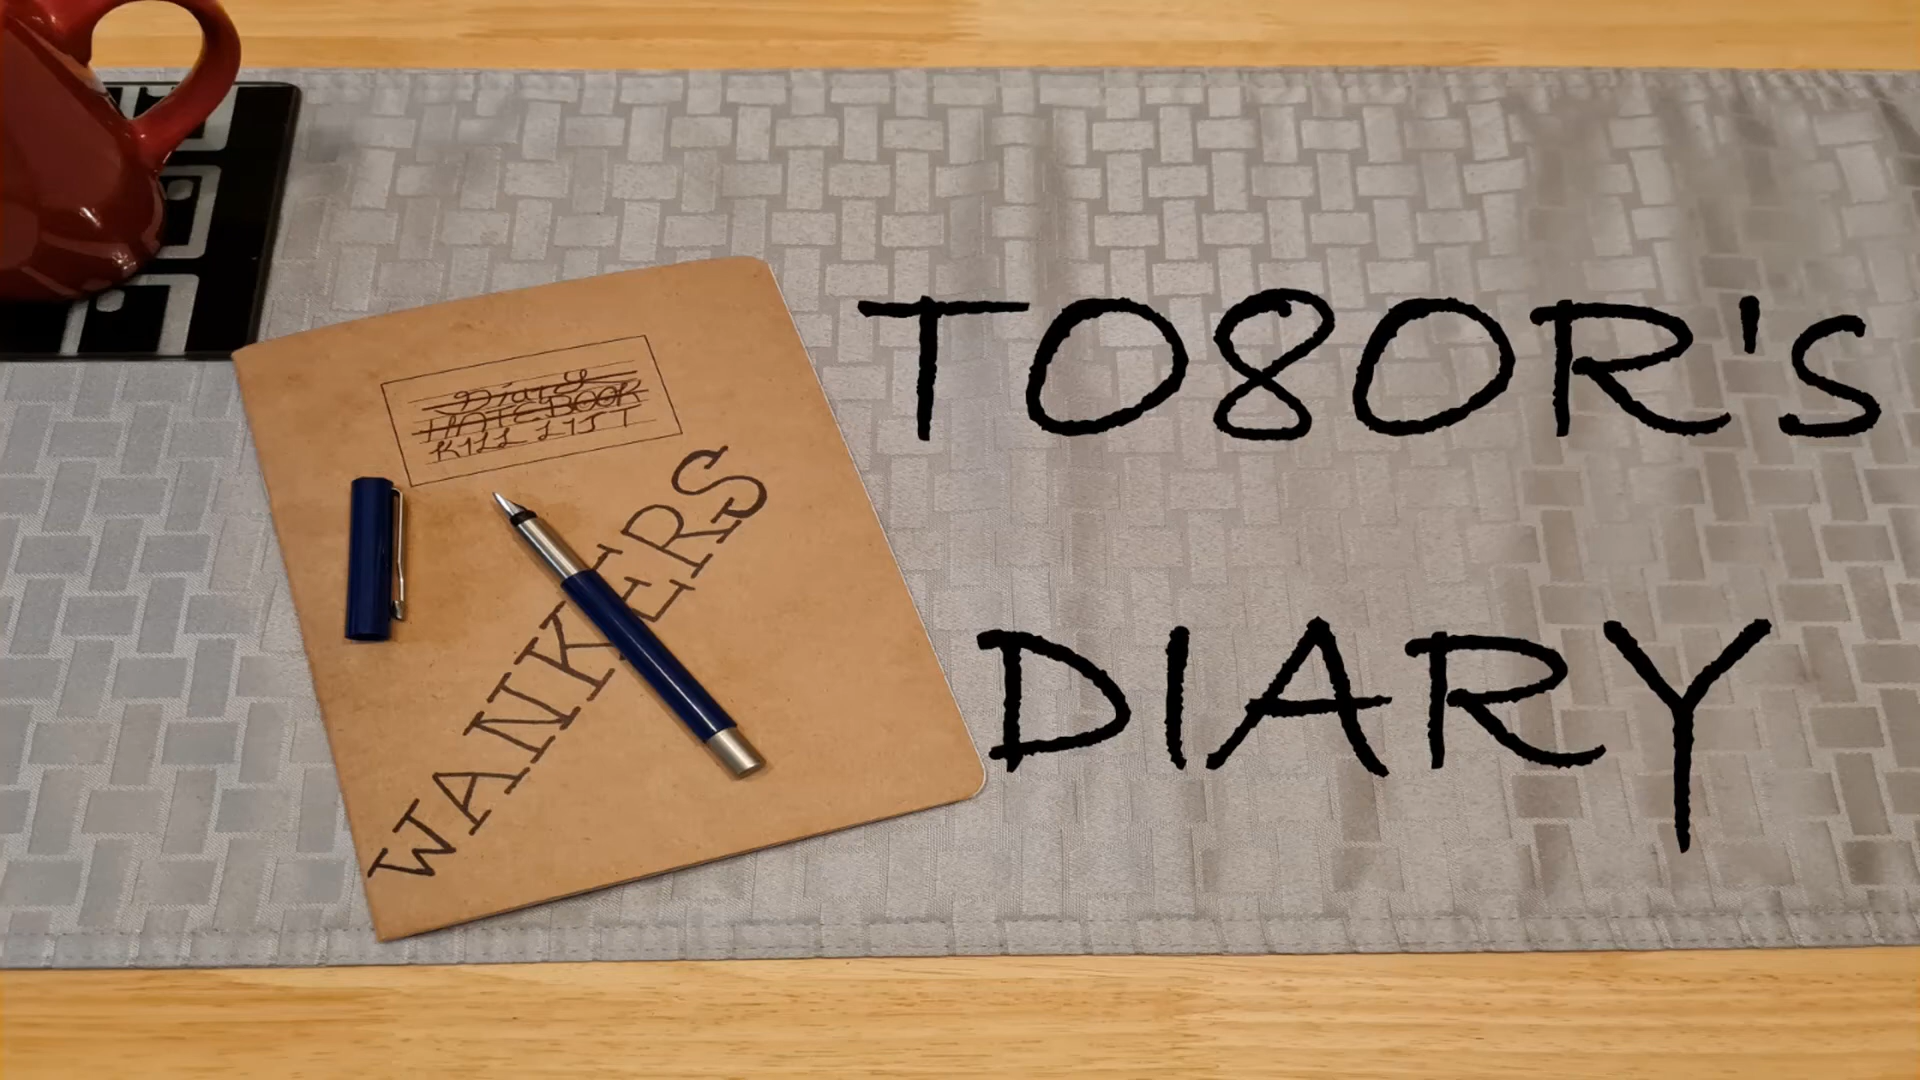 Diary
HATEBOOK
KILL LIST
WANKERS
TO8OR's
DIARY